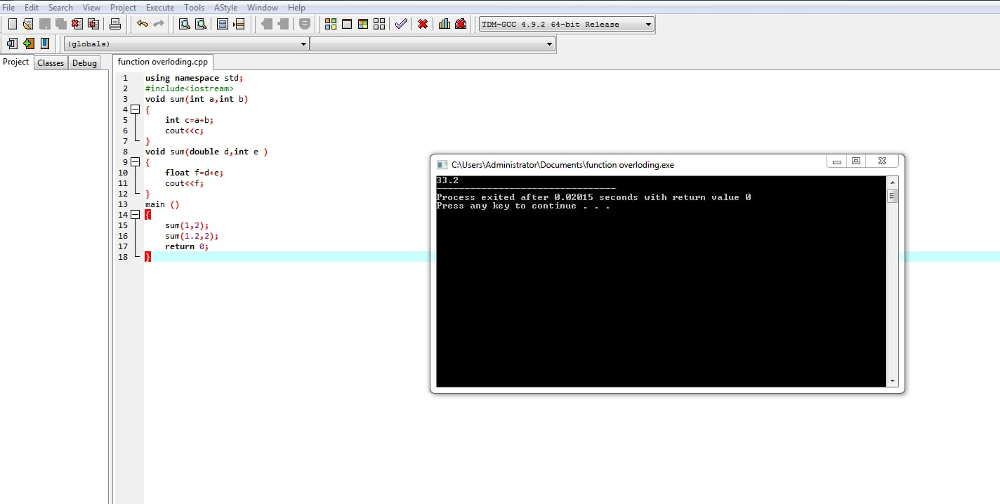 File Edit Search View Project Execute Tools AStyle Window Help
TDM-GCC 4.9.2 64-bit Release
(globals)
Project Classes Debug
function overloding.cpp
1 using namespace std;
2 #include<iostream>
3 void sum(int a,int b)
4 {
5 int c=a+b;
6 cout<<c;
7 }
8 void sum(double d,int e )
9 {
10 float f=d+e;
11 cout<<f;
12 }
13 main ()
14 {
15 sum(1,2);
16 sum(1.2,2);
17 return 0;
18 }
C:\Users\Administrator\Documents\function overloding.exe
33.2
--------------------------------
Process exited after 0.02015 seconds with return value 0
Press any key to continue . . .